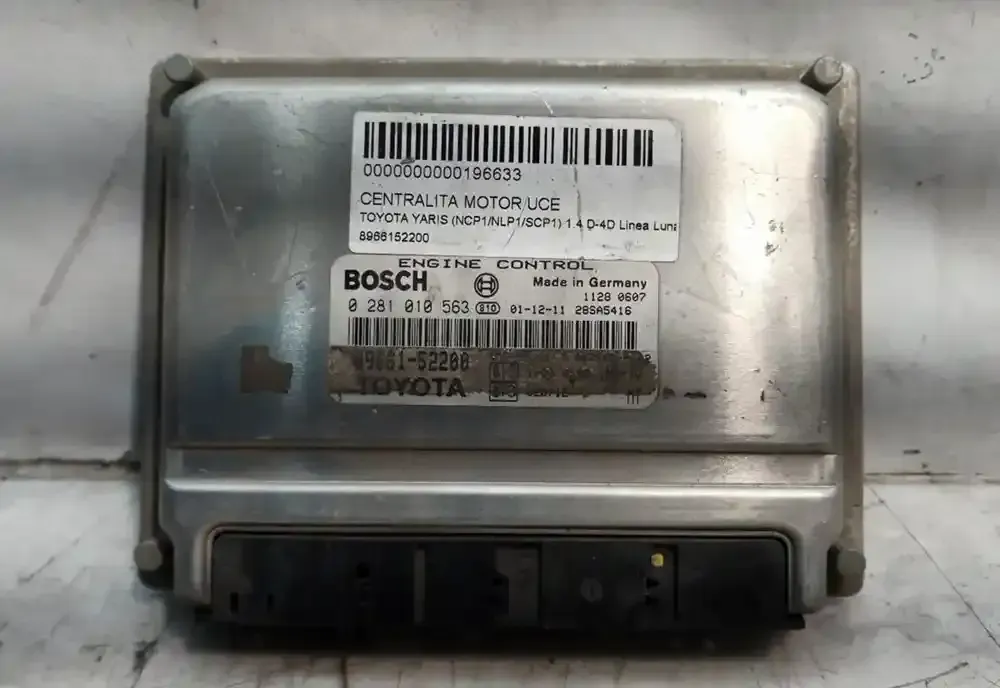 0000000000196633
CENTRALITA MOTOR UCE
TOYOTA YARIS (NCP1/NLP1/SCP1) 1.4 D-4D Linea Luna
8966152200
ENGINE CONTROL
BOSCH Made in Germany
1128 0607
0 281 010 563 S10 01-12-11 28SA5416
89661-52200
TOYOTA